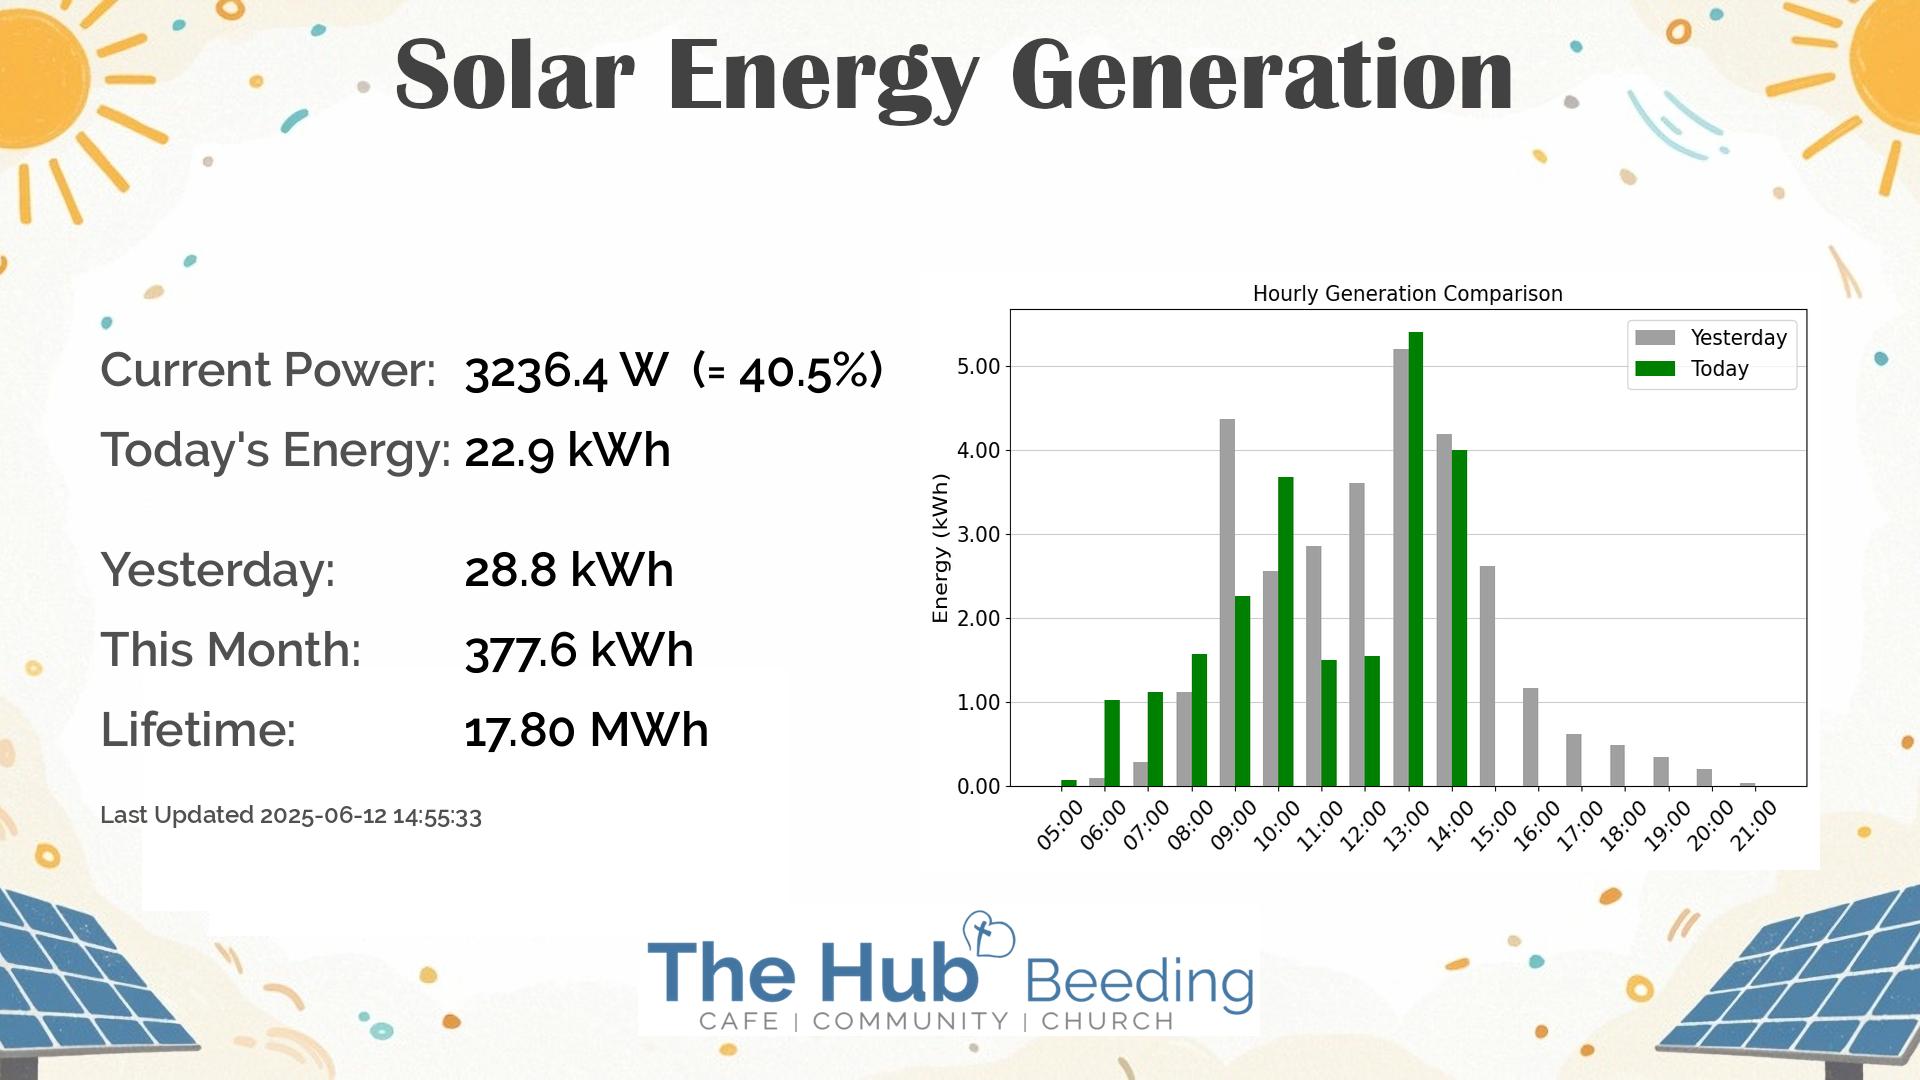 Solar Energy Generation
Current Power: 3236.4 W (= 40.5%)
Today's Energy: 22.9 kWh
Yesterday: 28.8 kWh
This Month: 377.6 kWh
Lifetime: 17.80 MWh
Last Updated 2025-06-12 14:55:33
Hourly Generation Comparison
Yesterday
Today
Energy (kWh)
5.00
4.00
3.00
2.00
1.00
0.00
05:00 06:00 07:00 08:00 09:00 10:00 11:00 12:00 13:00 14:00 15:00 16:00 17:00 18:00 19:00 20:00 21:00
The Hub Beeding
CAFE | COMMUNITY | CHURCH